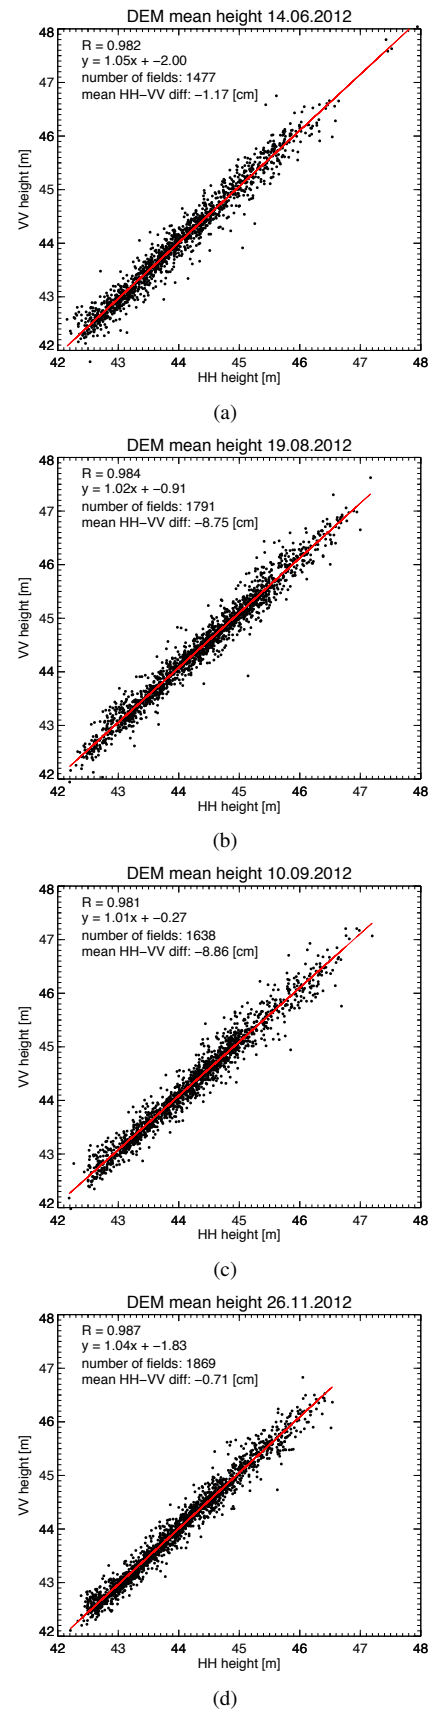 DEM mean height 14.06.2012
R = 0.982
y = 1.05x + −2.00
number of fields: 1477
mean HH−VV diff: −1.17 [cm]
VV height [m]
48
47
46
45
44
43
42
42 43 44 45 46 47 48
HH height [m]
(a)
DEM mean height 19.08.2012
R = 0.984
y = 1.02x + −0.91
number of fields: 1791
mean HH−VV diff: −8.75 [cm]
VV height [m]
48
47
46
45
44
43
42
42 43 44 45 46 47 48
HH height [m]
(b)
DEM mean height 10.09.2012
R = 0.981
y = 1.01x + −0.27
number of fields: 1638
mean HH−VV diff: −8.86 [cm]
VV height [m]
48
47
46
45
44
43
42
42 43 44 45 46 47 48
HH height [m]
(c)
DEM mean height 26.11.2012
R = 0.987
y = 1.04x + −1.83
number of fields: 1869
mean HH−VV diff: −0.71 [cm]
VV height [m]
48
47
46
45
44
43
42
42 43 44 45 46 47 48
HH height [m]
(d)